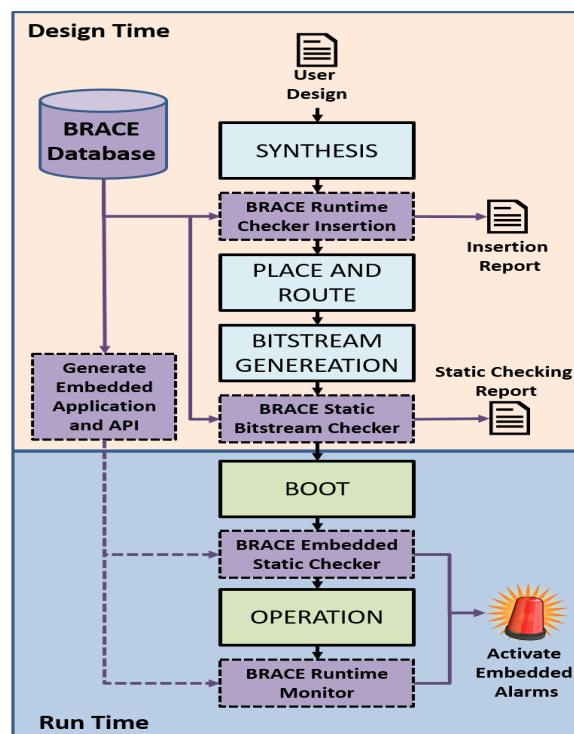 Design Time
User
Design
BRACE
Database
SYNTHESIS
BRACE Runtime
Checker Insertion
Insertion
Report
PLACE AND
ROUTE
BITSTREAM
GENEREATION
Generate
Embedded
Application
and API
Static Checking
Report
BRACE Static
Bitstream Checker
BOOT
BRACE Embedded
Static Checker
OPERATION
BRACE Runtime
Monitor
Activate
Embedded
Alarms
Run Time